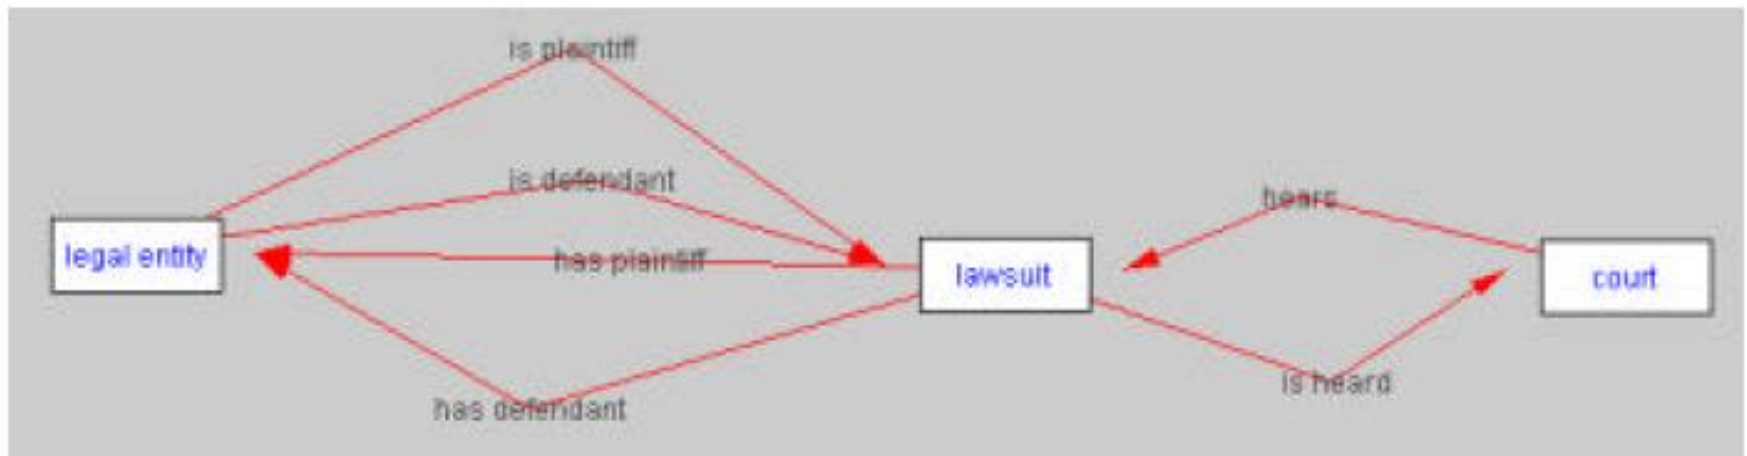 is plaintiff
is defendant
hears
legal entity
has plaintiff
lawsuit
court
is heard
has defendant